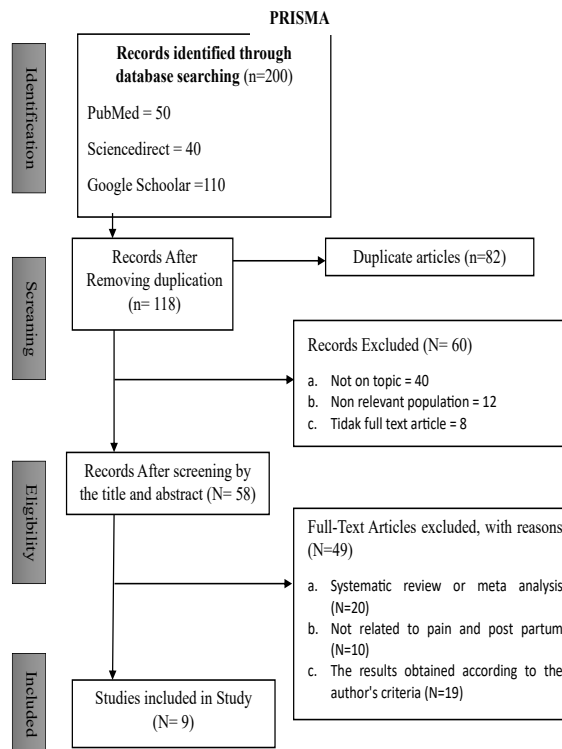 PRISMA
Identification
Records identified through
database searching (n=200)
PubMed = 50
Sciencedirect = 40
Google Schoolar =110
Records After
Removing duplication
(n= 118)
Duplicate articles (n=82)
Screaning
Records Excluded (N= 60)
a. Not on topic = 40
b. Non relevant population = 12
c. Tidak full text article = 8
Eligibility
Records After screening by
the title and abstract (N= 58)
Full-Text Articles excluded, with reasons
(N=49)
a. Systematic review or meta analysis
(N=20)
b. Not related to pain and post partum
(N=10)
c. The results obtained according to the
author's criteria (N=19)
Included
Studies included in Study
(N= 9)